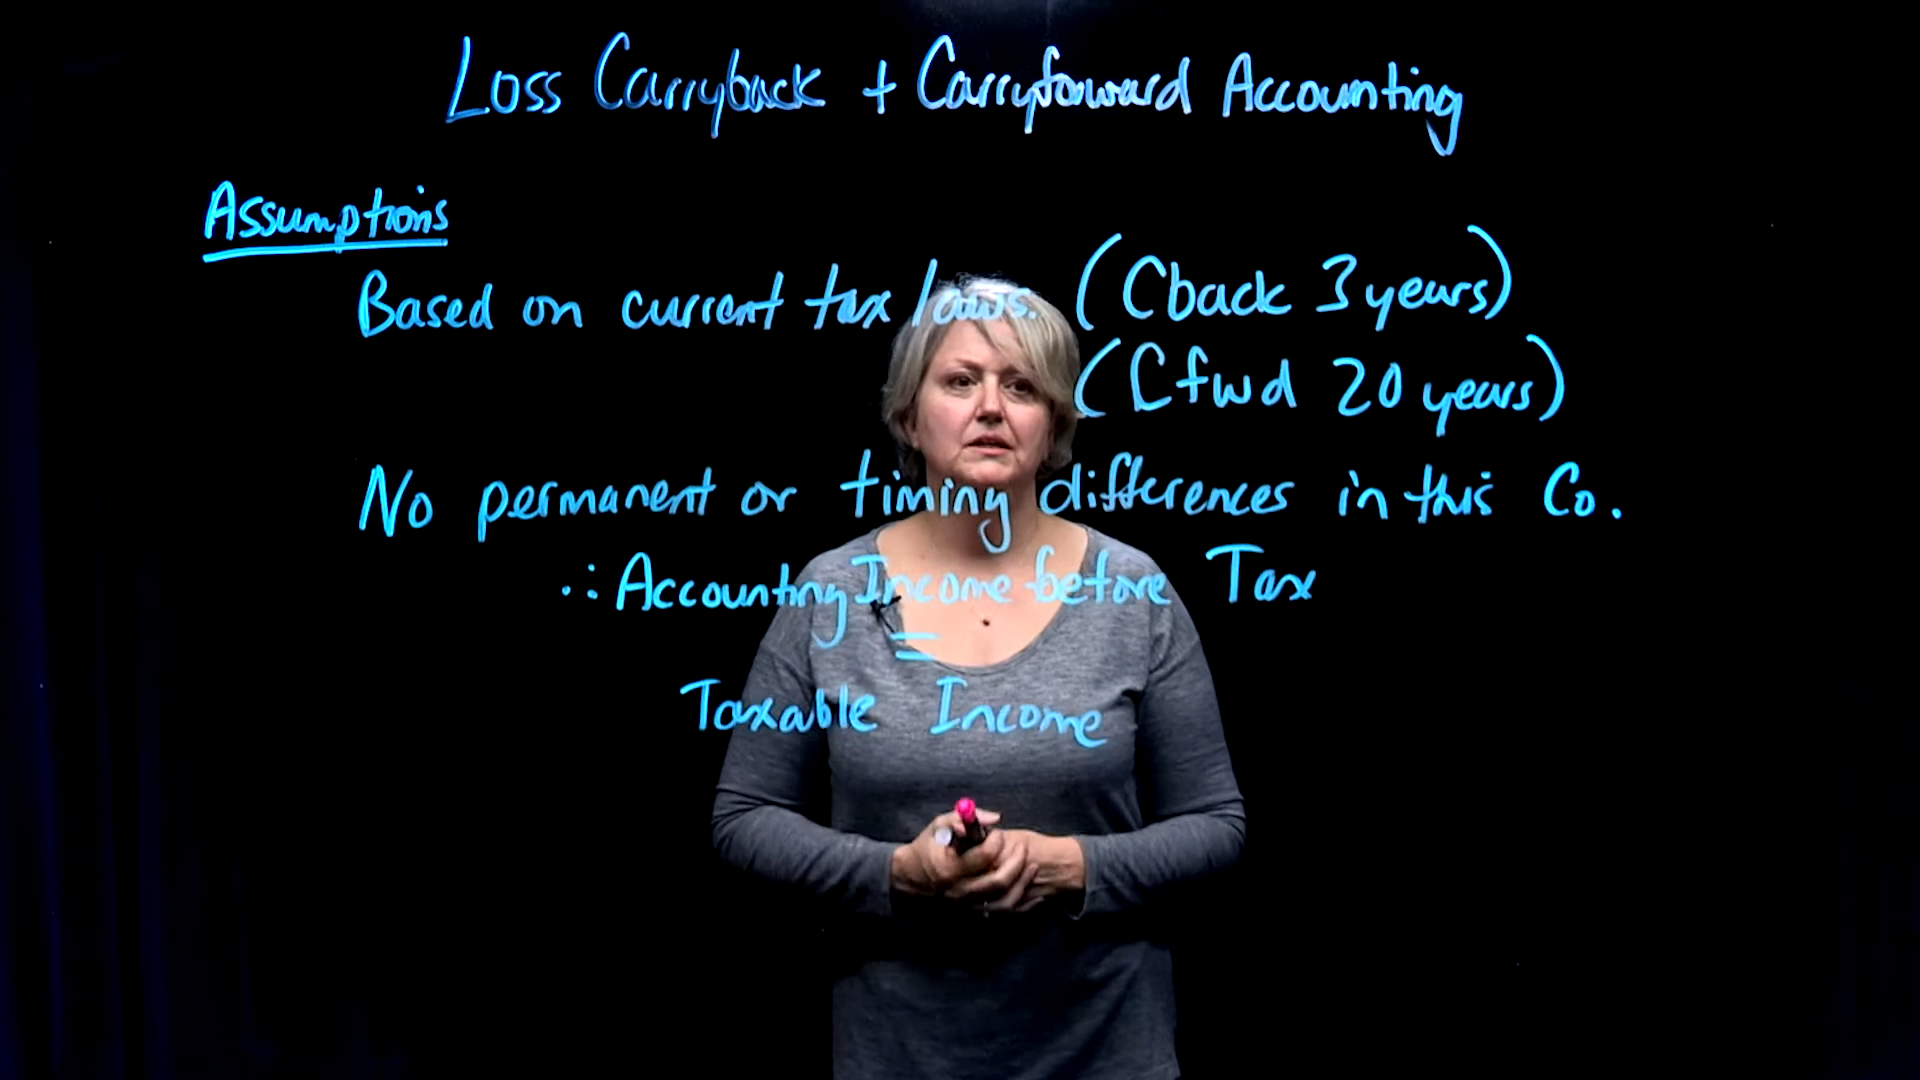 Loss Carryback + Carryforward Accounting
Assumptions
Based on current tax laws. (Cback 3 years)
(Cfwd 20 years)
No permanent or timing differences in this Co.
∴ Accounting Income before Tax
=
Taxable Income